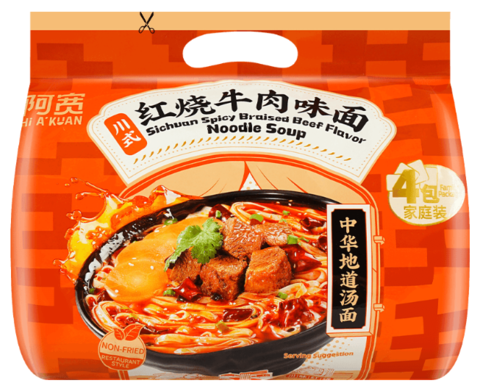 阿宽
HI A'KUAN
川式
红烧牛肉味面
Sichuan Spicy Braised Beef Flavor
Noodle Soup
4包
家庭装
中华地道汤面
NON-FRIED
RESTAURANT
STYLE
Serving Suggestion